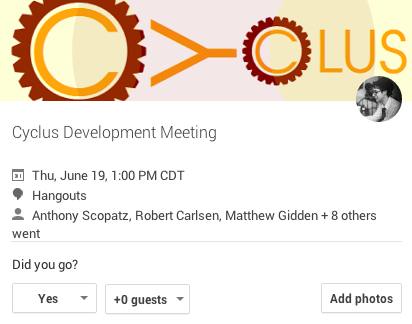 CYCLUS
Cyclus Development Meeting
31 Thu, June 19, 1:00 PM CDT
Hangouts
Anthony Scopatz, Robert Carlsen, Matthew Gidden + 8 others
went
Did you go?
Yes +0 guests Add photos